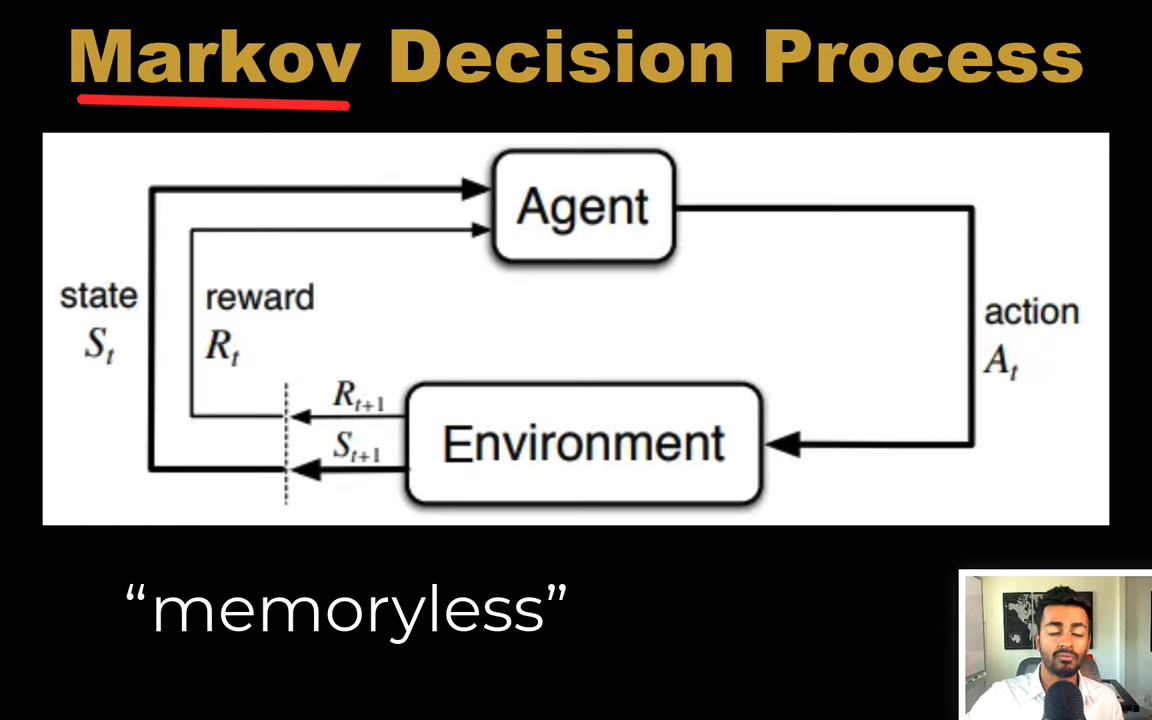 Markov Decision Process
Agent
state
S_t
reward
R_t
action
A_t
R_{t+1}
S_{t+1}
Environment
“memoryless”